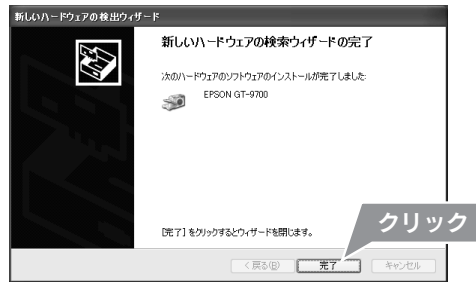 新しいハードウェアの検出ウィザード
新しいハードウェアの検索ウィザードの完了
次のハードウェアのソフトウェアのインストールが完了しました:
EPSON GT-9700
[完了] をクリックするとウィザードを閉じます。
クリック
< 戻る(B)
完了
キャンセル